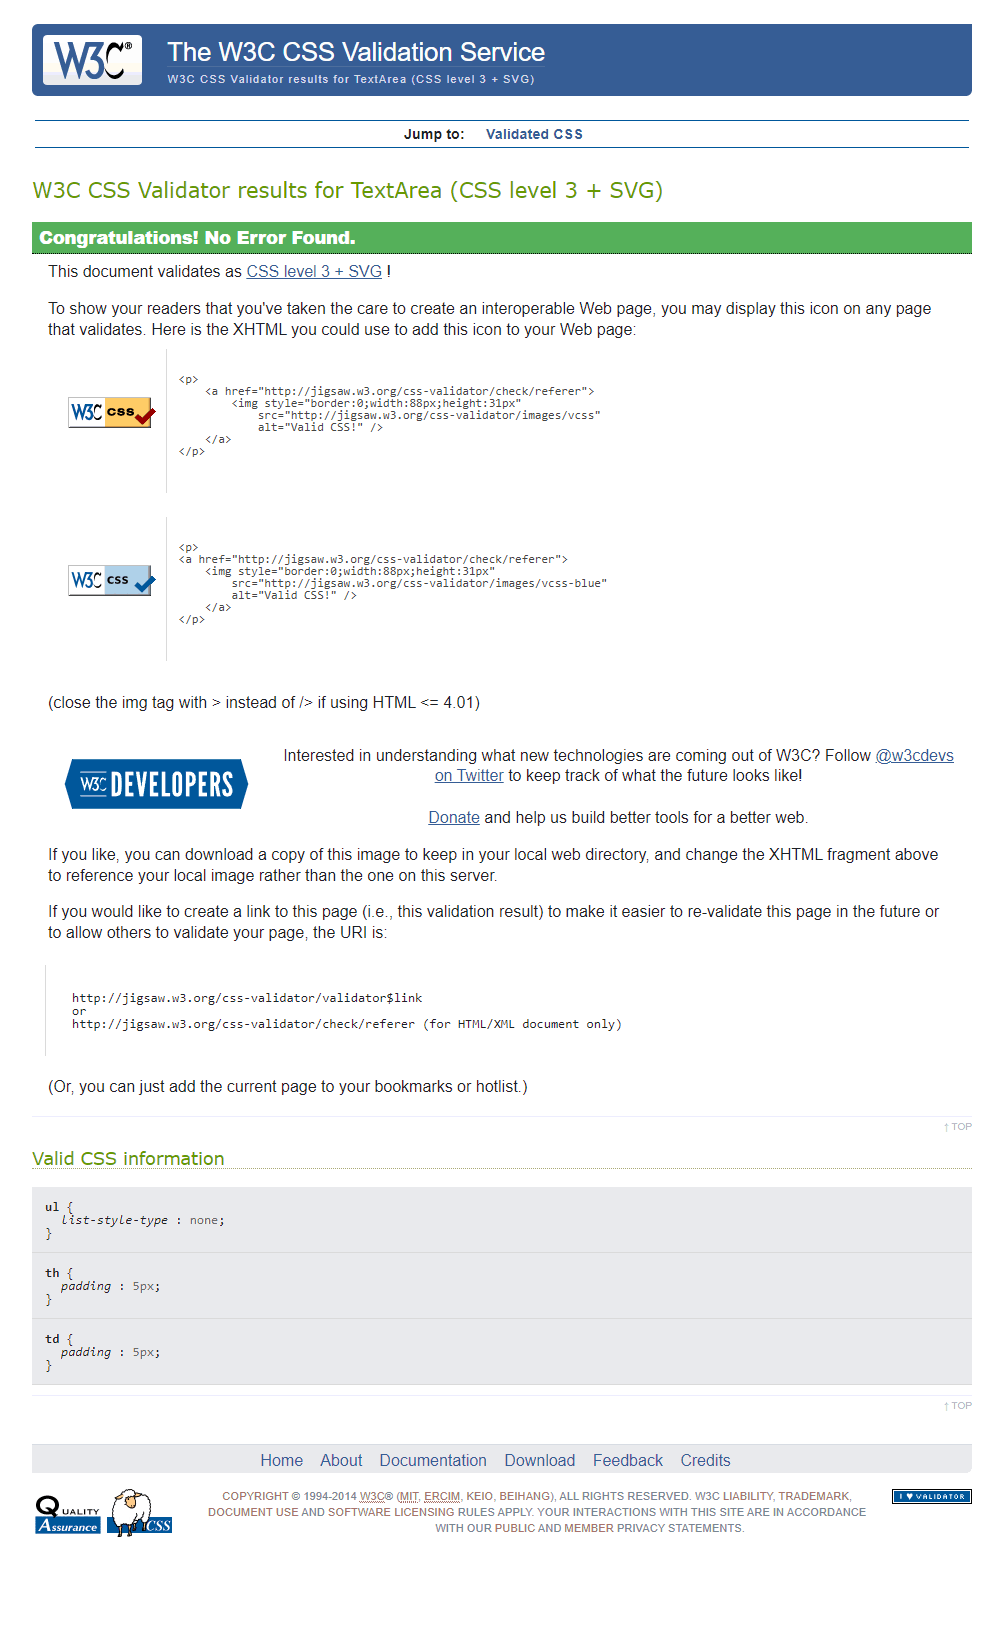 W3C®
The W3C CSS Validation Service
W3C CSS Validator results for TextArea (CSS level 3 + SVG)
Jump to: Validated CSS
W3C CSS Validator results for TextArea (CSS level 3 + SVG)
Congratulations! No Error Found.
This document validates as CSS level 3 + SVG !
To show your readers that you've taken the care to create an interoperable Web page, you may display this icon on any page
that validates. Here is the XHTML you could use to add this icon to your Web page:
W3C css
<p>
<a href="http://jigsaw.w3.org/css-validator/check/referer">
<img style="border:0;width:88px;height:31px"
src="http://jigsaw.w3.org/css-validator/images/vcss"
alt="Valid CSS!" />
</a>
</p>
W3C css
<p>
<a href="http://jigsaw.w3.org/css-validator/check/referer">
<img style="border:0;width:88px;height:31px"
src="http://jigsaw.w3.org/css-validator/images/vcss-blue"
alt="Valid CSS!" />
</a>
</p>
(close the img tag with > instead of /> if using HTML <= 4.01)
W3C DEVELOPERS
Interested in understanding what new technologies are coming out of W3C? Follow @w3cdevs
on Twitter to keep track of what the future looks like!
Donate and help us build better tools for a better web.
If you like, you can download a copy of this image to keep in your local web directory, and change the XHTML fragment above
to reference your local image rather than the one on this server.
If you would like to create a link to this page (i.e., this validation result) to make it easier to re-validate this page in the future or
to allow others to validate your page, the URI is:
http://jigsaw.w3.org/css-validator/validator$link
or
http://jigsaw.w3.org/css-validator/check/referer (for HTML/XML document only)
(Or, you can just add the current page to your bookmarks or hotlist.)
↑ TOP
Valid CSS information
ul {
list-style-type : none;
}
th {
padding : 5px;
}
td {
padding : 5px;
}
↑ TOP
Home About Documentation Download Feedback Credits
QUALITY
Assurance
CSS
COPYRIGHT © 1994-2014 W3C® (MIT, ERCIM, KEIO, BEIHANG), ALL RIGHTS RESERVED. W3C LIABILITY, TRADEMARK,
DOCUMENT USE AND SOFTWARE LICENSING RULES APPLY. YOUR INTERACTIONS WITH THIS SITE ARE IN ACCORDANCE
WITH OUR PUBLIC AND MEMBER PRIVACY STATEMENTS.
I ♥ VALIDATOR